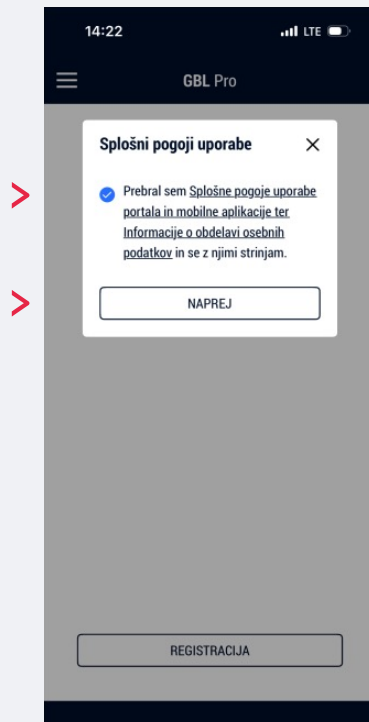 14:22 LTE
GBL Pro
Splošni pogoji uporabe
Prebral sem Splošne pogoje uporabe
portala in mobilne aplikacije ter
Informacije o obdelavi osebnih
podatkov in se z njimi strinjam.
NAPREJ
REGISTRACIJA